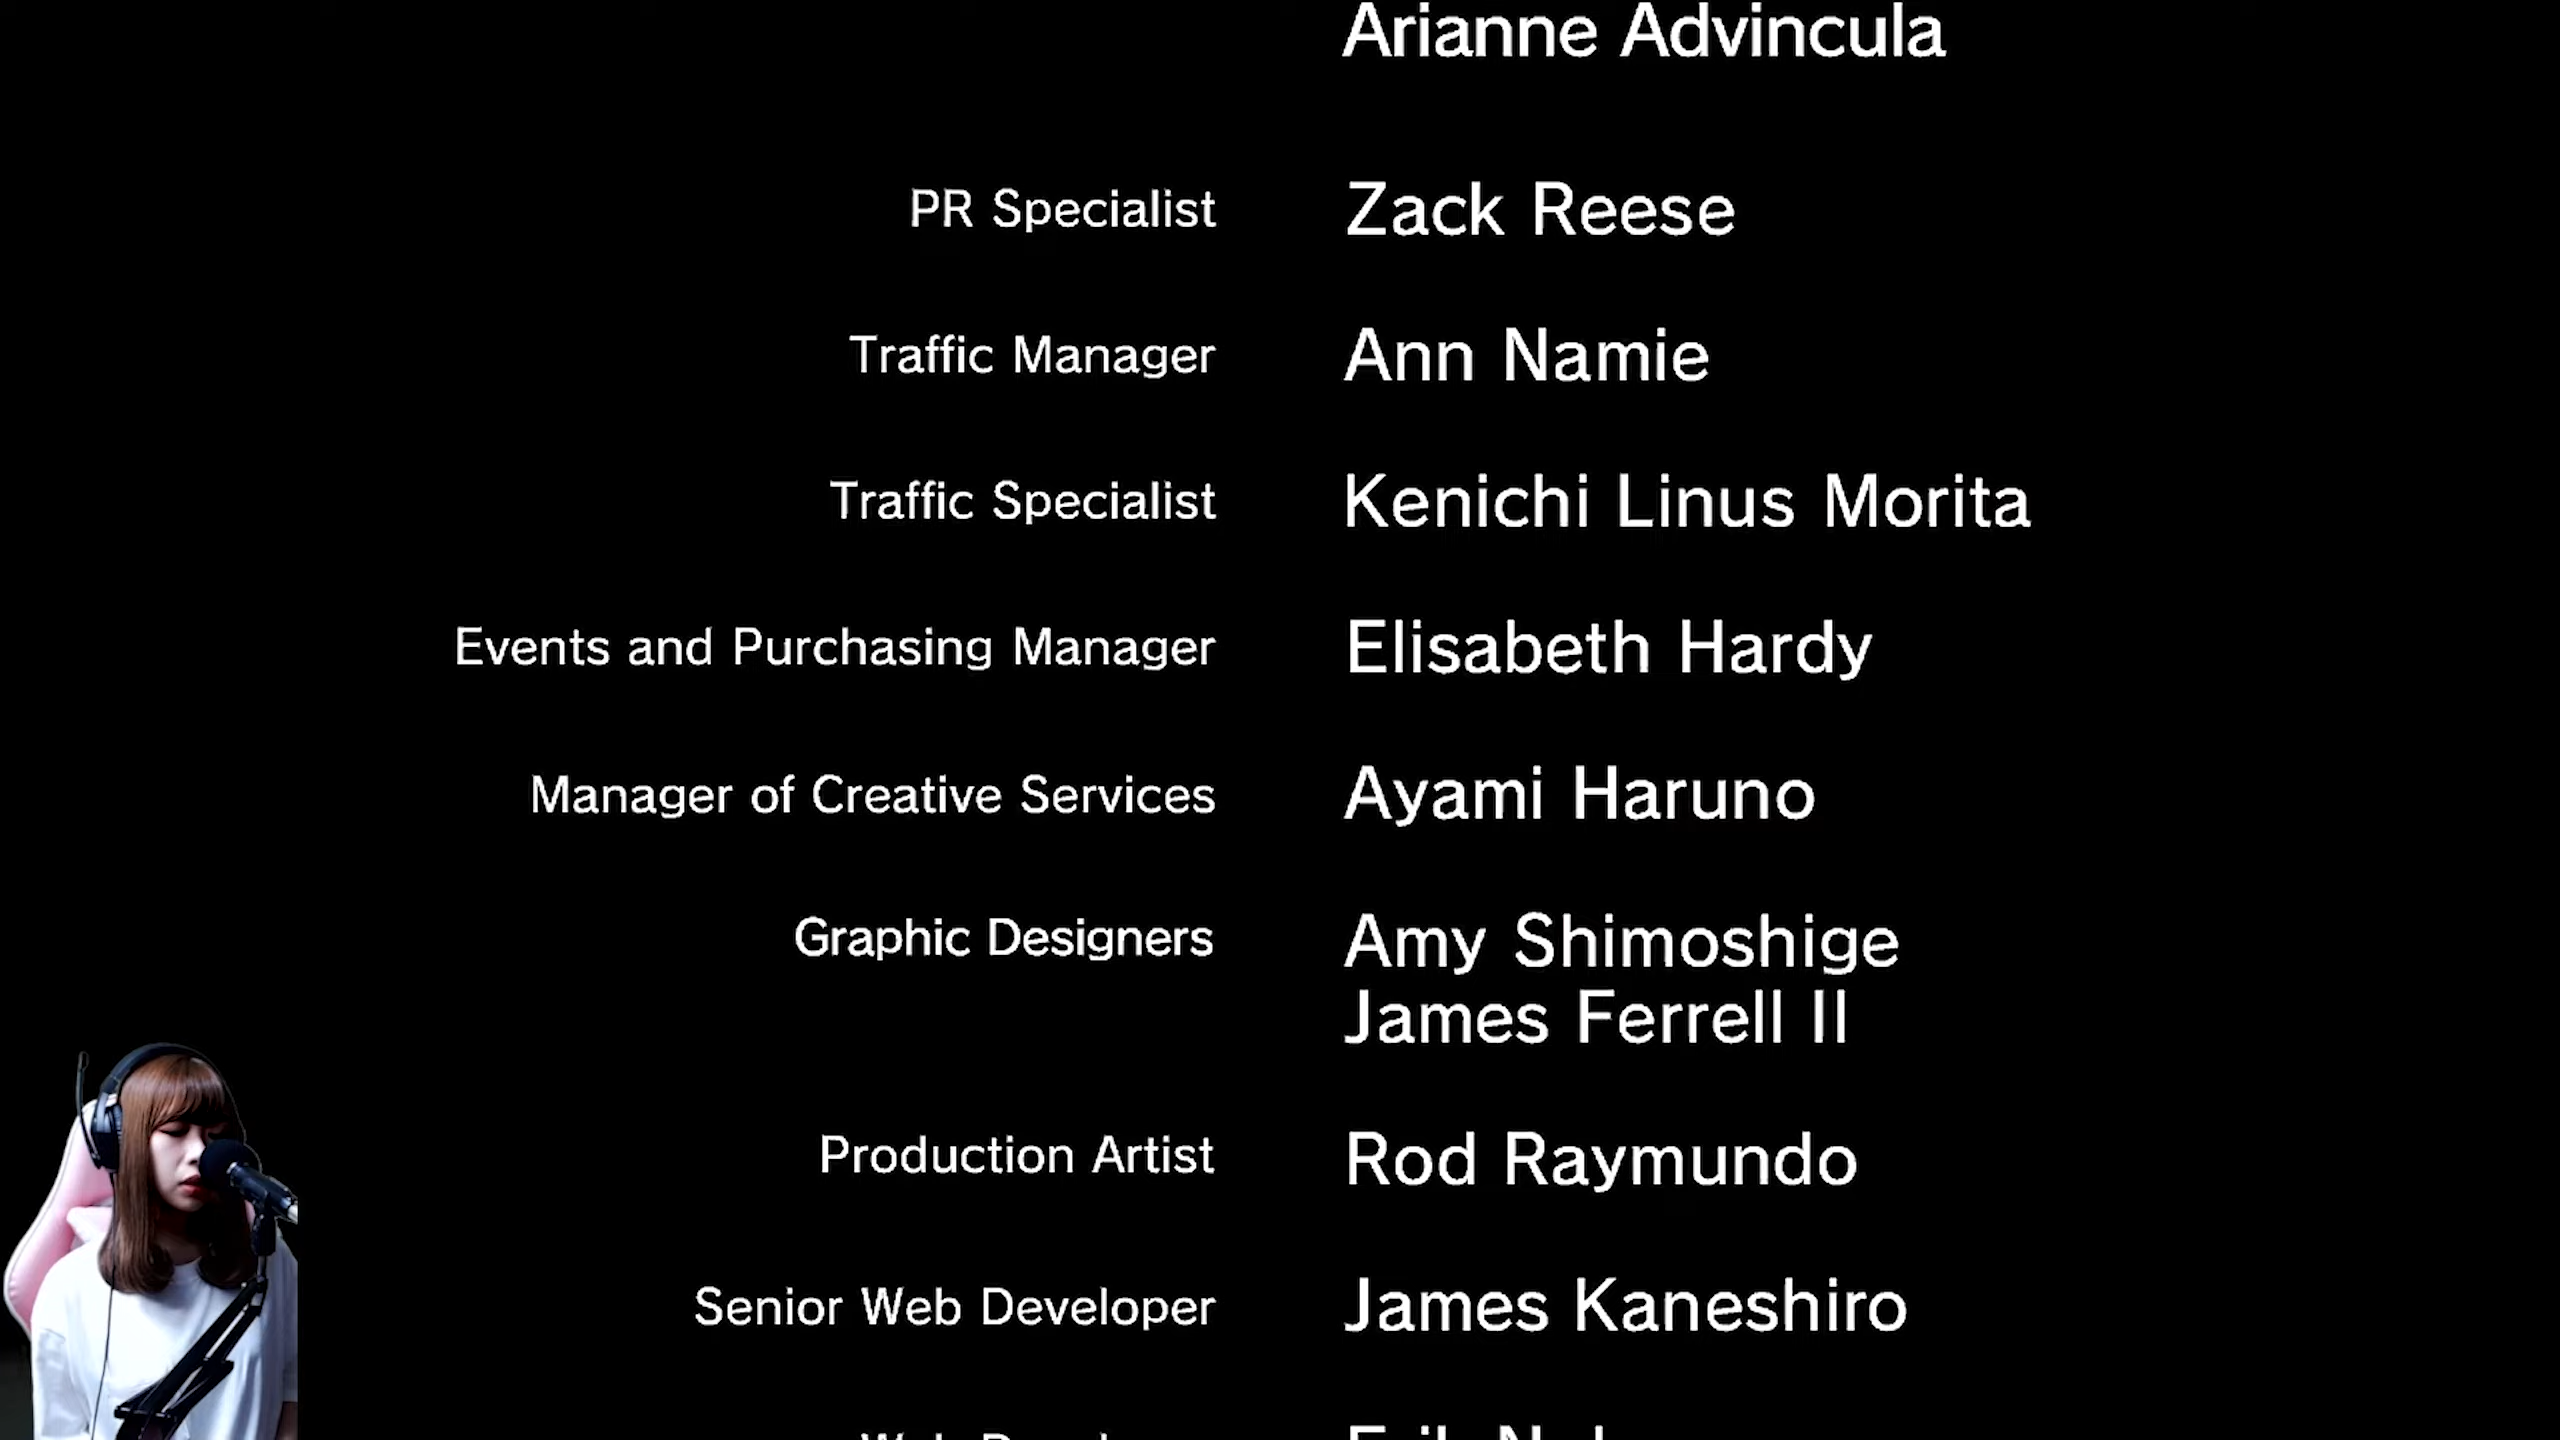 Arianne Advincula
PR Specialist Zack Reese
Traffic Manager Ann Namie
Traffic Specialist Kenichi Linus Morita
Events and Purchasing Manager Elisabeth Hardy
Manager of Creative Services Ayami Haruno
Graphic Designers Amy Shimoshige
James Ferrell II
Production Artist Rod Raymundo
Senior Web Developer James Kaneshiro